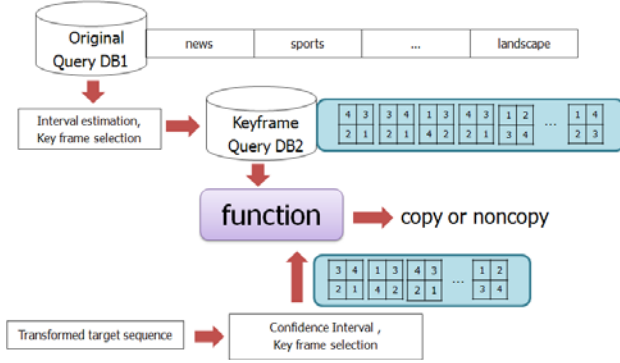 Original
Query DB1
news
sports
...
landscape
Interval estimation,
Key frame selection
Keyframe
Query DB2
4 3 3 4 1 3 4 3 1 2 ... 1 4
2 1 2 1 4 2 2 1 3 4 2 3
function
copy or noncopy
3 4 1 3 4 3 ... 1 2
2 1 4 2 2 1 3 4
Transformed target sequence
Confidence Interval ,
Key frame selection